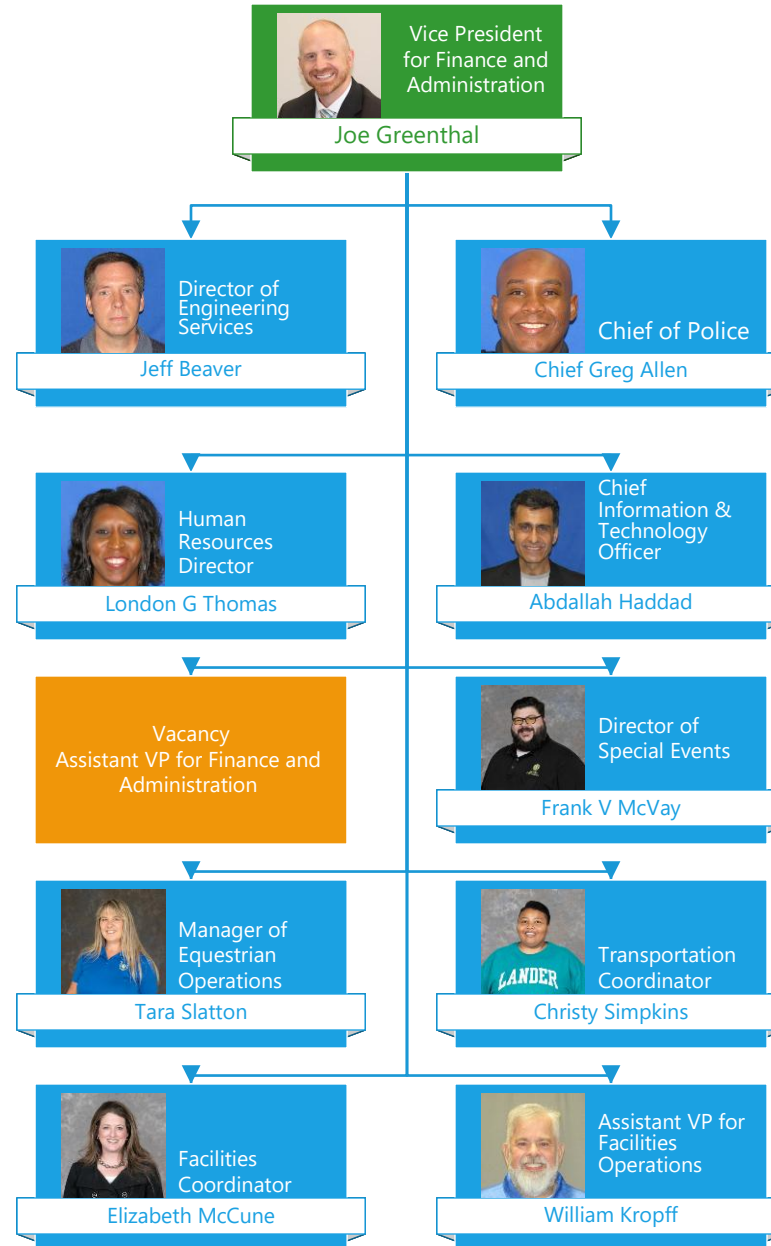 Vice President
for Finance and
Administration
Joe Greenthal
Director of
Engineering
Services
Jeff Beaver
Chief of Police
Chief Greg Allen
Human
Resources
Director
London G Thomas
Chief
Information &
Technology
Officer
Abdallah Haddad
Vacancy
Assistant VP for Finance and
Administration
Director of
Special Events
Frank V McVay
Manager of
Equestrian
Operations
Tara Slatton
LANDER
Transportation
Coordinator
Christy Simpkins
Facilities
Coordinator
Elizabeth McCune
Assistant VP for
Facilities
Operations
William Kropff